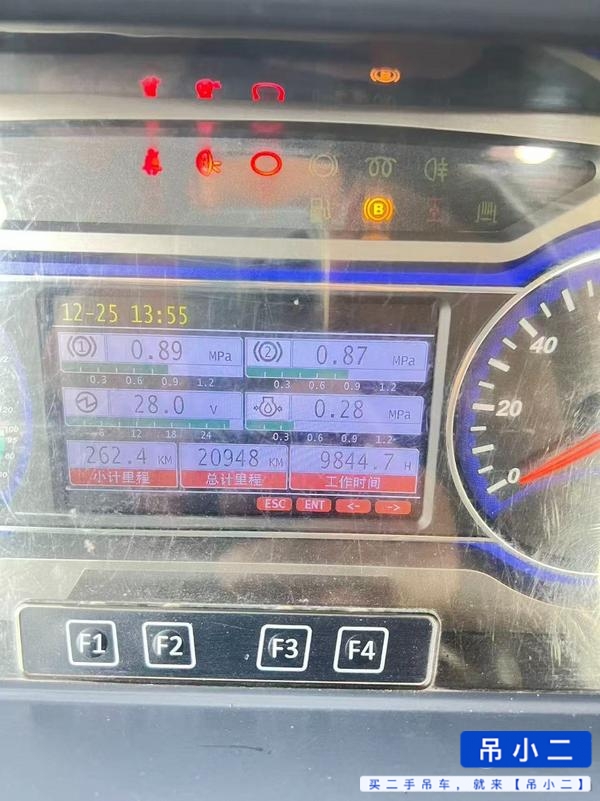 B
12-25 13:55
1 0.89 MPa
0.3 0.6 0.9 1.2
2 0.87 MPa
0.3 0.6 0.9 1.2
28.0 V
6 12 18 24
0.28 MPa
0.3 0.6 0.9 1.2
262.4 KM
小计里程
20948 KM
总计里程
9844.7 H
工作时间
ESC ENT <- ->
40
20
0
F1 F2 F3 F4
吊小二
买二手吊车，就来【吊小二】